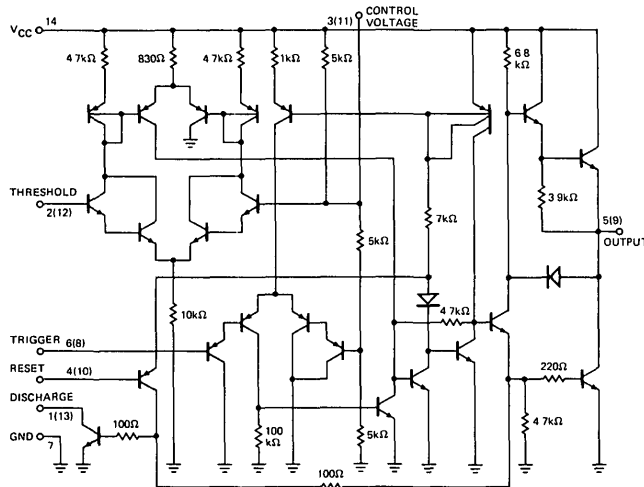 3(11) CONTROL VOLTAGE
VCC 14
4 7kΩ
830Ω
4 7kΩ
1kΩ
5kΩ
6 8 kΩ
THRESHOLD
2(12)
7kΩ
3 9kΩ
5(9)
OUTPUT
5kΩ
10kΩ
4 7kΩ
TRIGGER
6(8)
RESET
4(10)
DISCHARGE
1(13)
100Ω
GND
7
100 kΩ
5kΩ
220Ω
4 7kΩ
100Ω